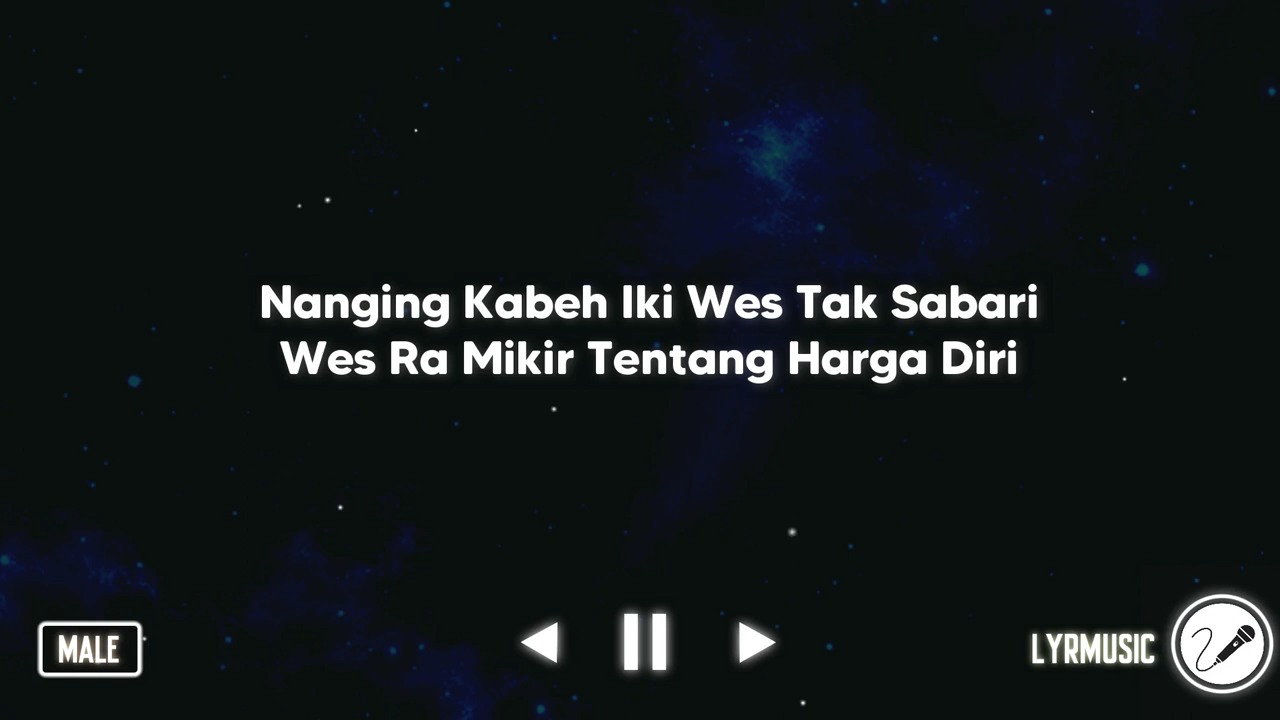 Nanging Kabeh Iki Wes Tak Sabari
Wes Ra Mikir Tentang Harga Diri
MALE
LYRMUSIC